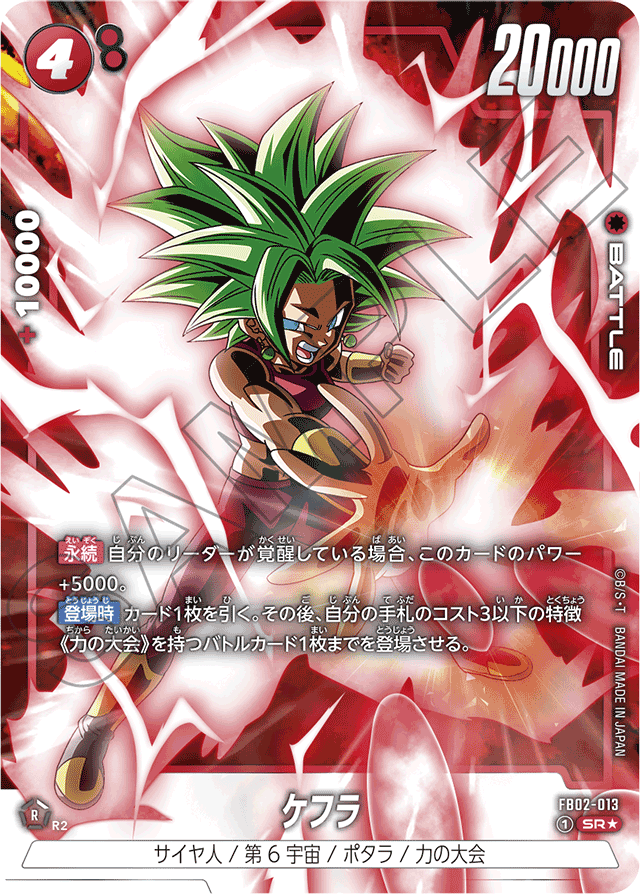 4
20000
+10000
BATTLE
SAMPLE
永続 自分のリーダーが覚醒している場合、このカードのパワー
+5000。
登場時 カード1枚を引く。その後、自分の手札のコスト3以下の特徴
《力の大会》を持つバトルカード1枚までを登場させる。
©B/S・T BANDAI MADE IN JAPAN
R
R2
ケフラ
FB02-013
1 SR★
サイヤ人 / 第6宇宙 / ポタラ / 力の大会